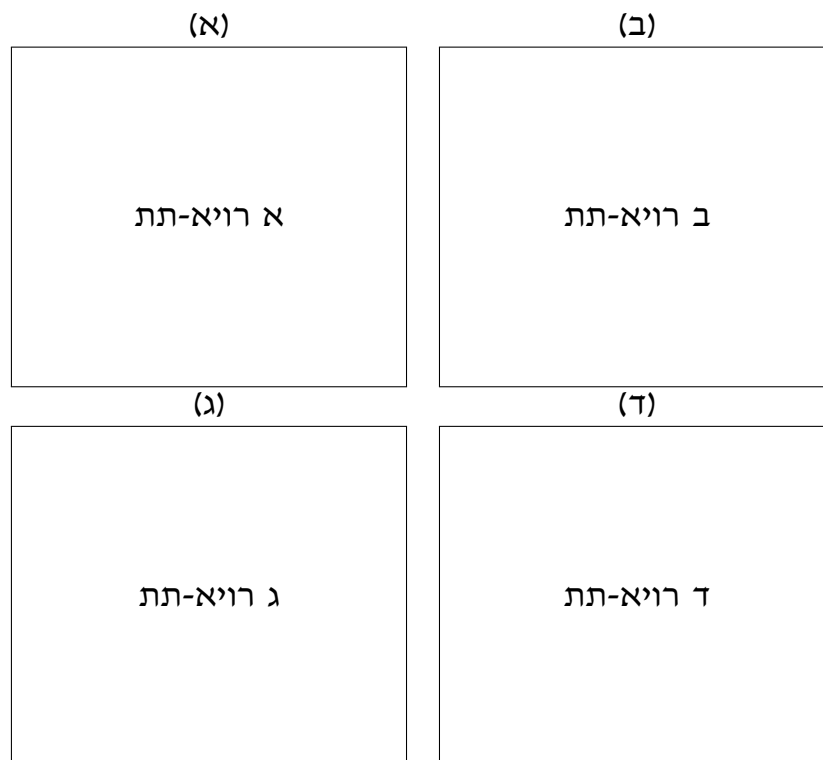 (א)
(ב)
א רויא-תת
ב רויא-תת
(ג)
(ד)
ג רויא-תת
ד רויא-תת